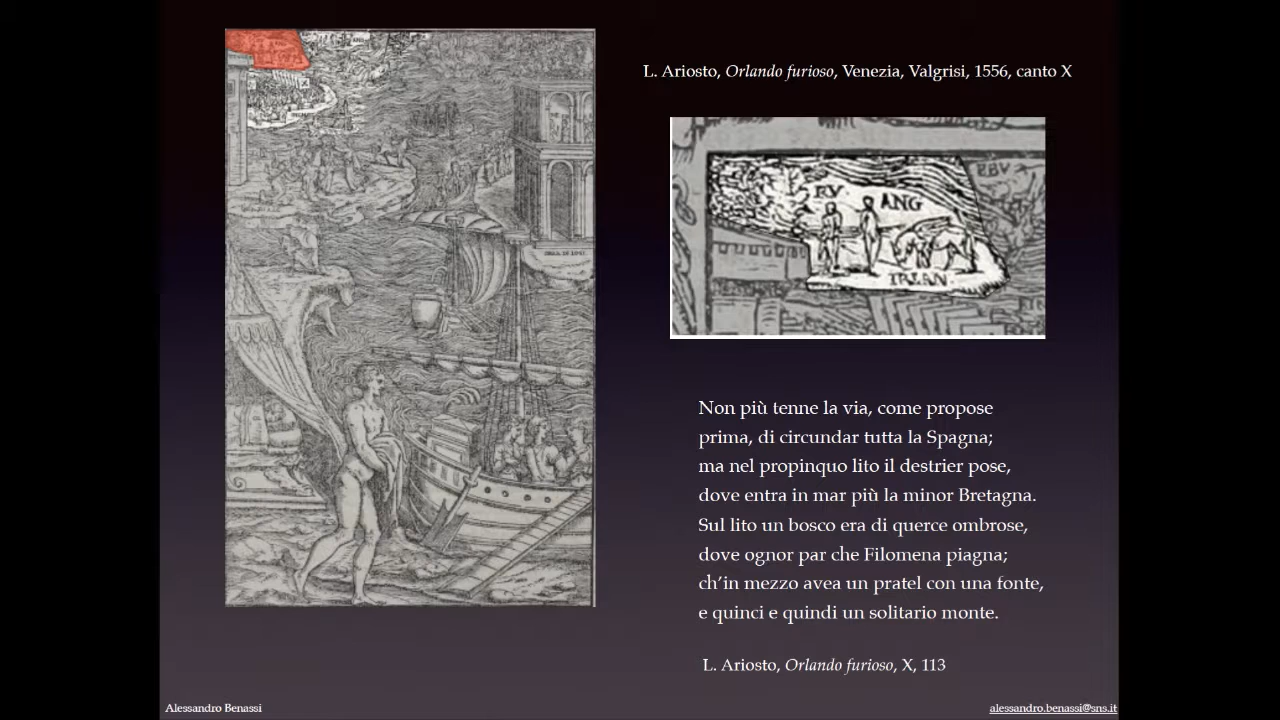 L. Ariosto, Orlando furioso, Venezia, Valgrisi, 1556, canto X
RV·
ANG
Non più tenne la via, come propose
prima, di circundar tutta la Spagna;
ma nel propinquo lito il destrier pose,
dove entra in mar più la minor Bretagna.
Sul lito un bosco era di querce ombrose,
dove ognor par che Filomena piagna;
ch’in mezzo avea un pratel con una fonte,
e quinci e quindi un solitario monte.
L. Ariosto, Orlando furioso, X, 113
Alessandro Benassi
alessandro.benassi@sns.it